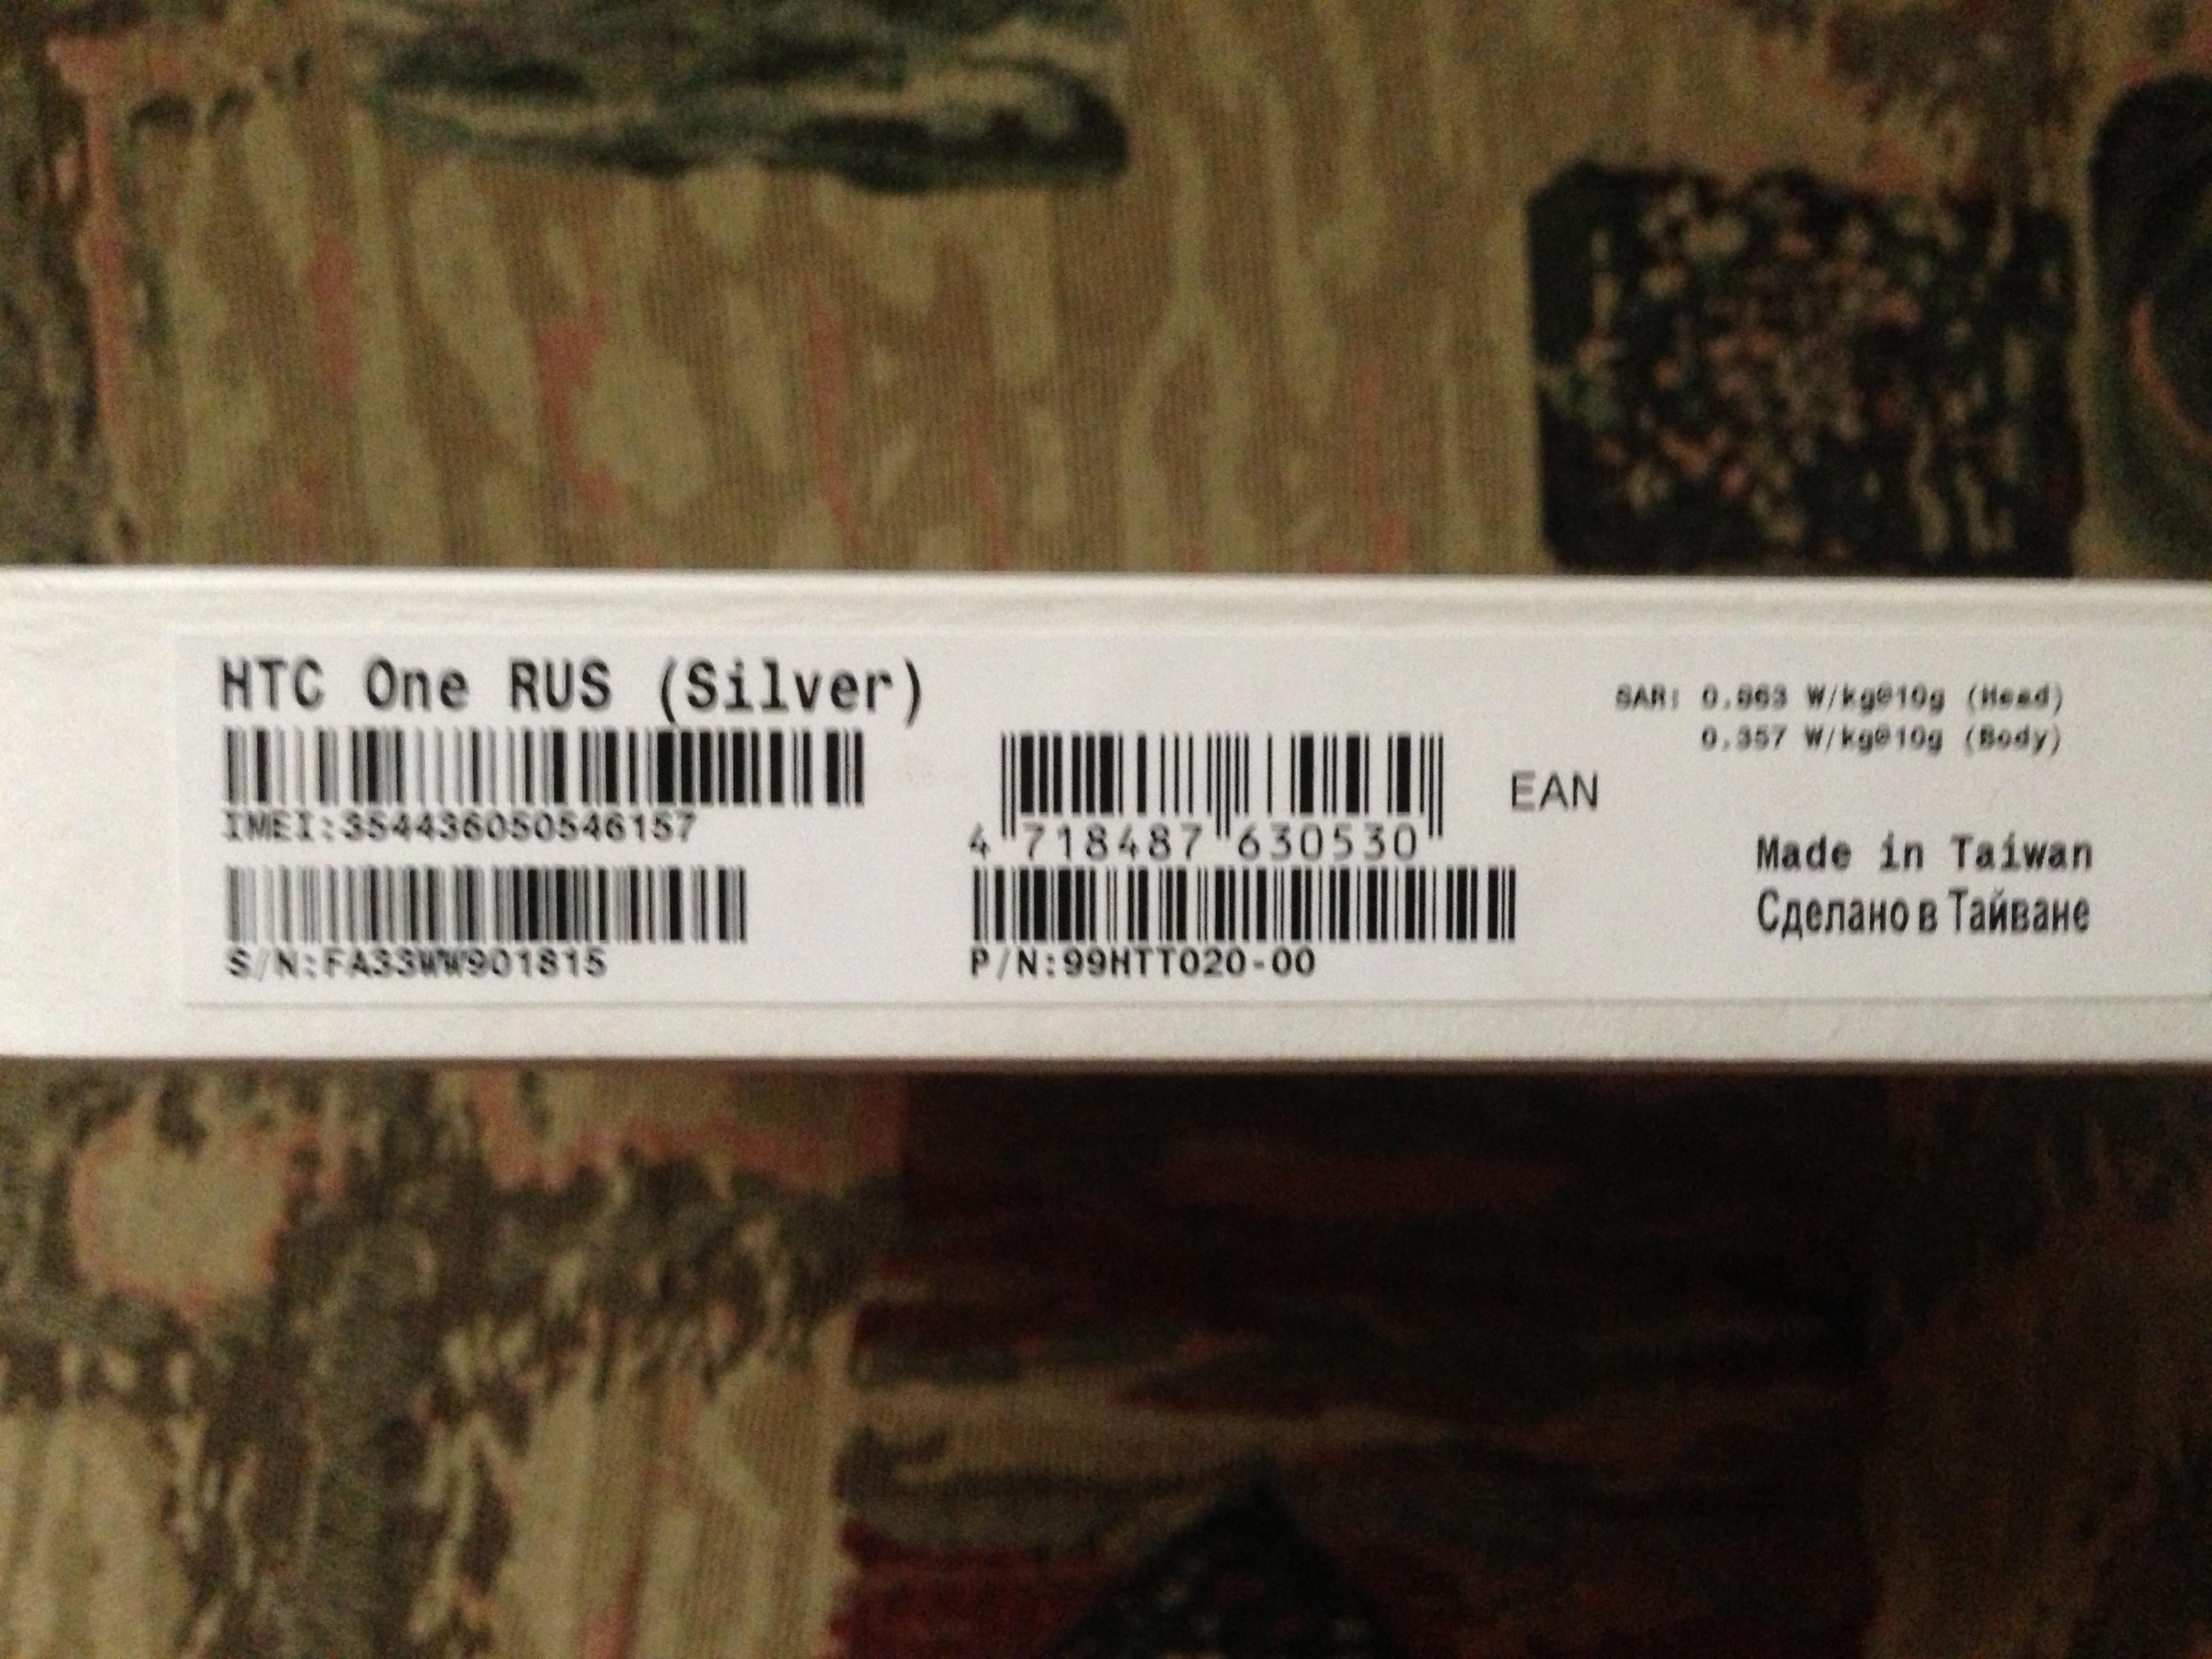 HTC One RUS (Silver)
IMEI:354436050546157
S/N:FA33WW901815
4 718487 630530
EAN
P/N:99HTT020-00
SAR: 0.863 W/kg@10g (Head)
0.357 W/kg@10g (Body)
Made in Taiwan
Сделано в Тайване